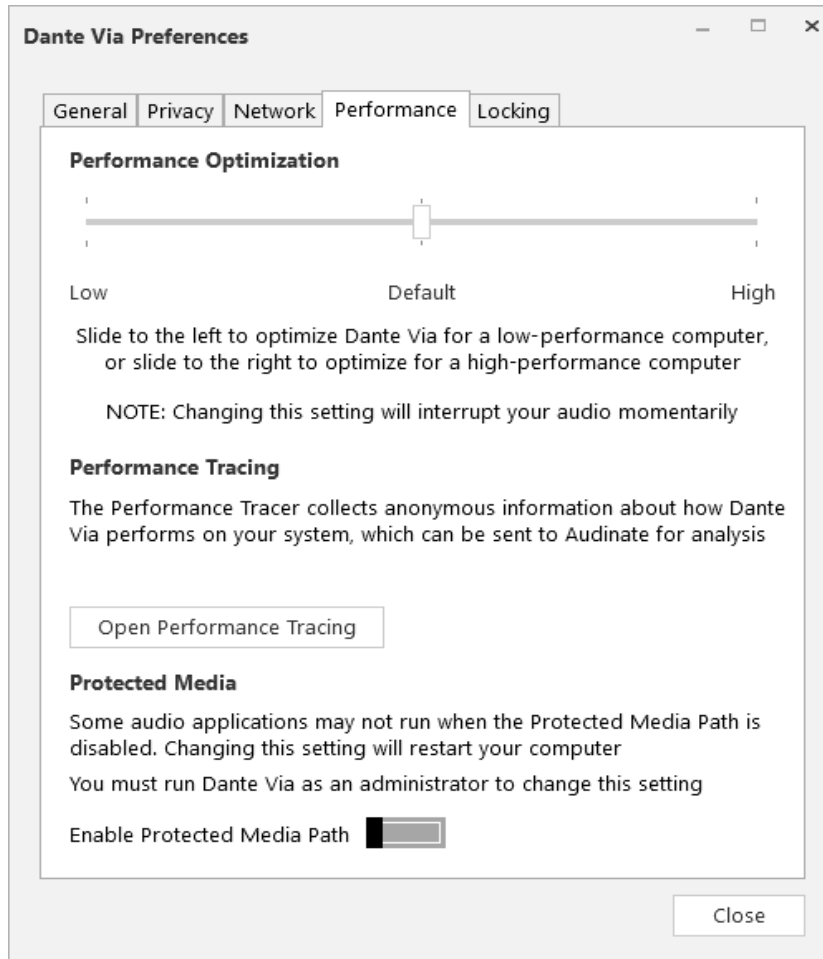 Dante Via Preferences
General Privacy Network Performance Locking
Performance Optimization
Low Default High
Slide to the left to optimize Dante Via for a low-performance computer,
or slide to the right to optimize for a high-performance computer
NOTE: Changing this setting will interrupt your audio momentarily
Performance Tracing
The Performance Tracer collects anonymous information about how Dante
Via performs on your system, which can be sent to Audinate for analysis
Open Performance Tracing
Protected Media
Some audio applications may not run when the Protected Media Path is
disabled. Changing this setting will restart your computer
You must run Dante Via as an administrator to change this setting
Enable Protected Media Path
Close